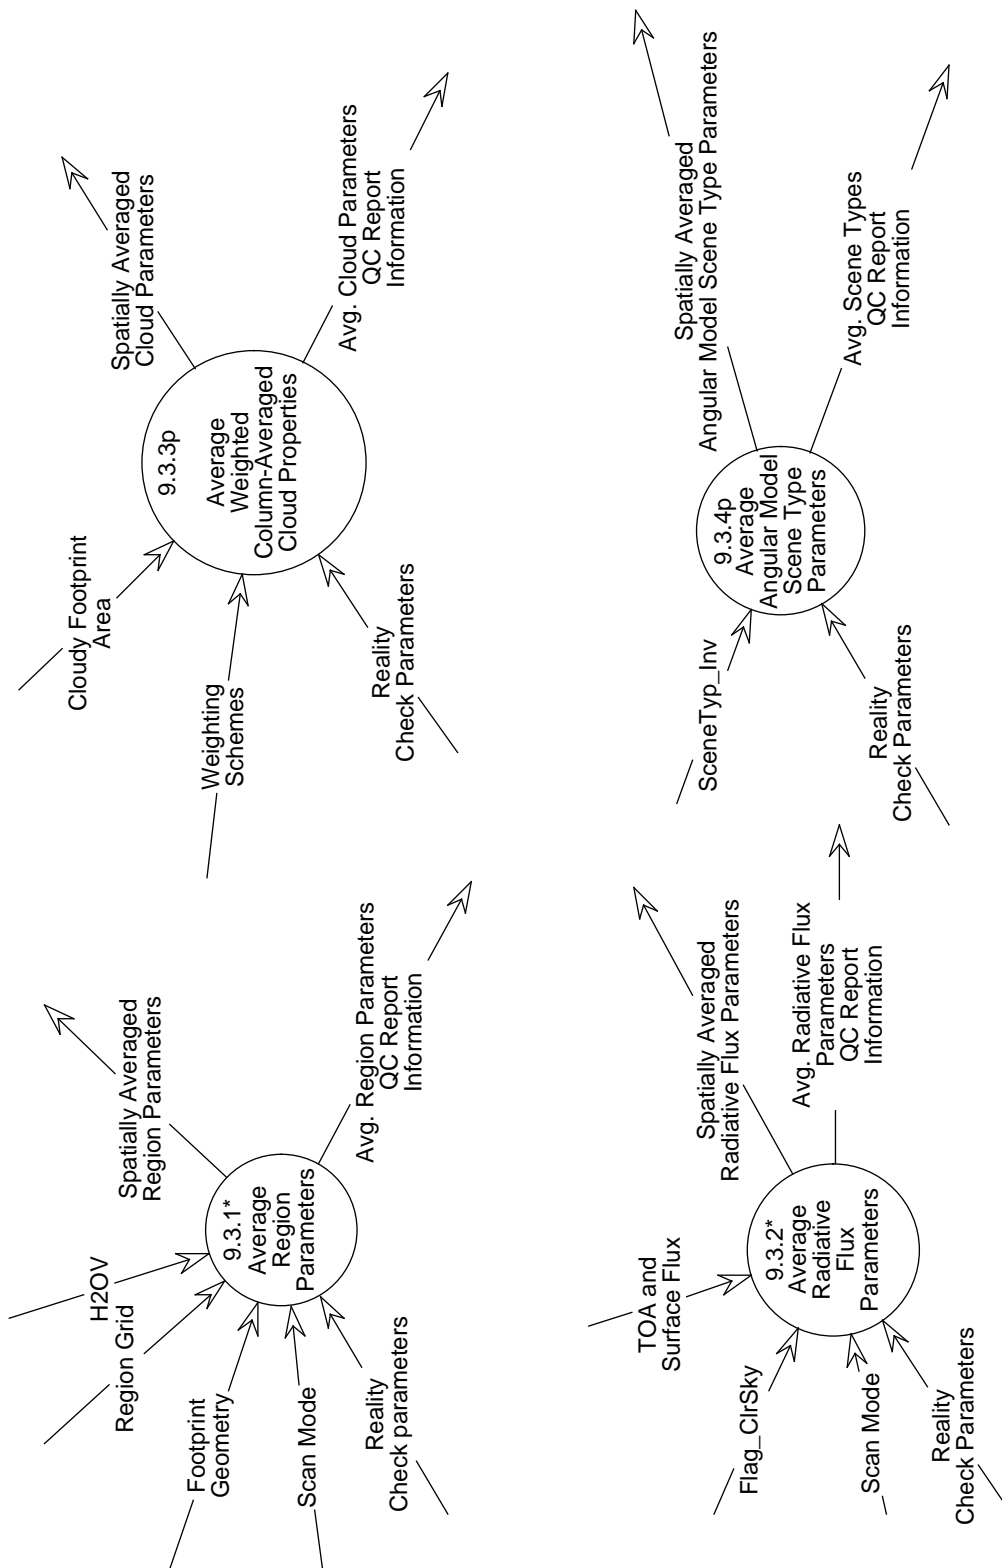 H2OV
Region Grid
Footprint
Geometry
Scan Mode
Reality
Check parameters
9.3.1*
Average
Region
Parameters
Spatially Averaged
Region Parameters
Avg. Region Parameters
QC Report
Information
Cloudy Footprint
Area
Weighting
Schemes
Reality
Check Parameters
9.3.3p
Average
Weighted
Column-Averaged
Cloud Properties
Spatially Averaged
Cloud Parameters
Avg. Cloud Parameters
QC Report
Information
TOA and
Surface Flux
Flag_ClrSky
Scan Mode
Reality
Check Parameters
9.3.2*
Average
Radiative
Flux
Parameters
Spatially Averaged
Radiative Flux Parameters
Avg. Radiative Flux
Parameters
QC Report
Information
SceneTyp_Inv
Reality
Check Parameters
9.3.4p
Average
Angular Model
Scene Type
Parameters
Spatially Averaged
Angular Model Scene Type Parameters
Avg. Scene Types
QC Report
Information